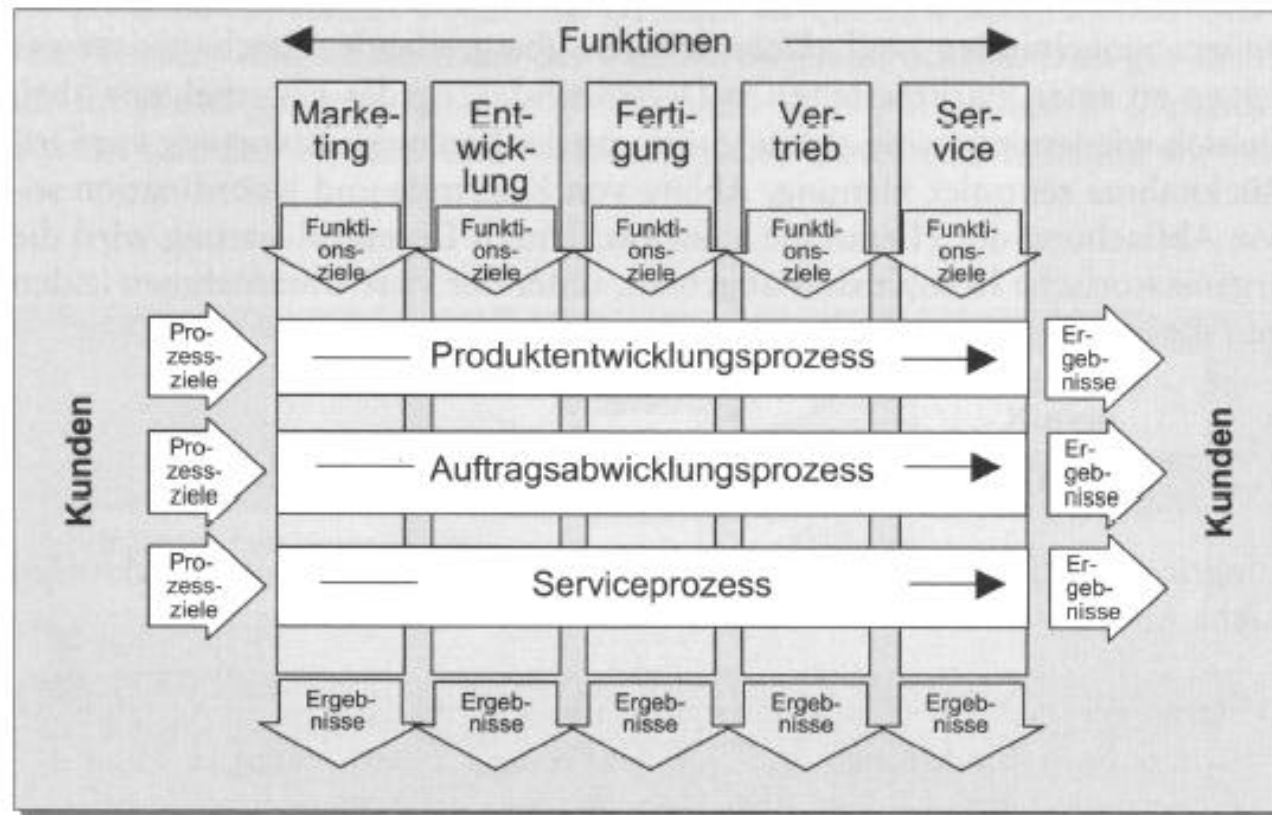 Funktionen
Marke-
ting
Ent-
wick-
lung
Ferti-
gung
Ver-
trieb
Ser-
vice
Funkti-
ons-
ziele
Funkti-
ons-
ziele
Funkti-
ons-
ziele
Funkti-
ons-
ziele
Funkti-
ons-
ziele
Kunden
Pro-
zess-
ziele
Produktentwicklungsprozess
Er-
geb-
nisse
Pro-
zess-
ziele
Auftragsabwicklungsprozess
Er-
geb-
nisse
Pro-
zess-
ziele
Serviceprozess
Er-
geb-
nisse
Kunden
Ergeb-
nisse
Ergeb-
nisse
Ergeb-
nisse
Ergeb-
nisse
Ergeb-
nisse